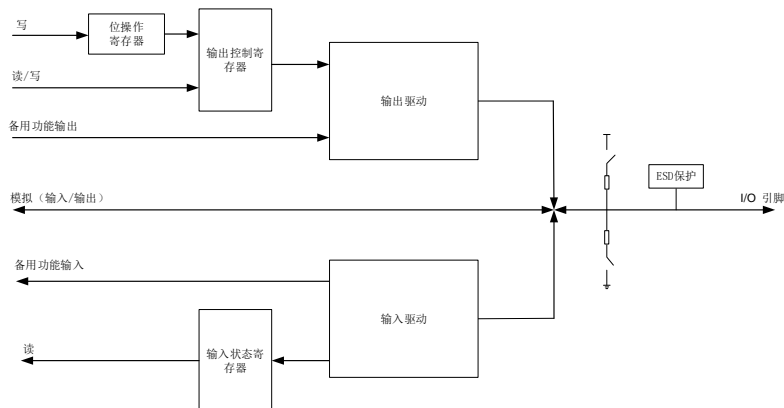 写
位操作
寄存器
输出控制寄
存器
读/写
输出驱动
备用功能输出
模拟（输入/输出）
ESD保护
I/O 引脚
备用功能输入
输入驱动
读
输入状态寄
存器